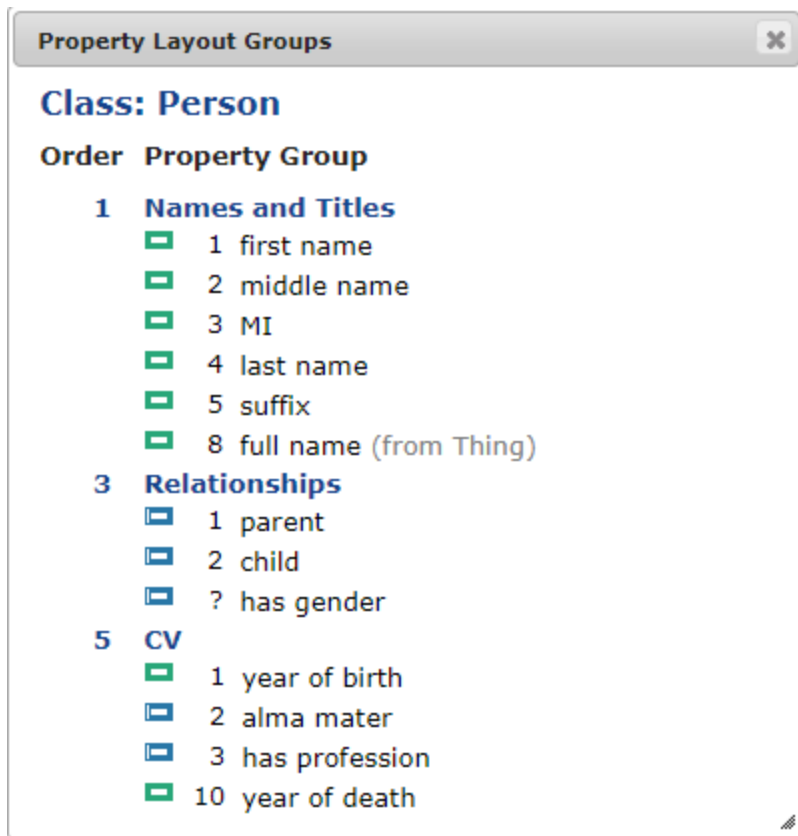 Property Layout Groups
Class: Person
Order Property Group
1 Names and Titles
1 first name
2 middle name
3 MI
4 last name
5 suffix
8 full name (from Thing)
3 Relationships
1 parent
2 child
? has gender
5 CV
1 year of birth
2 alma mater
3 has profession
10 year of death